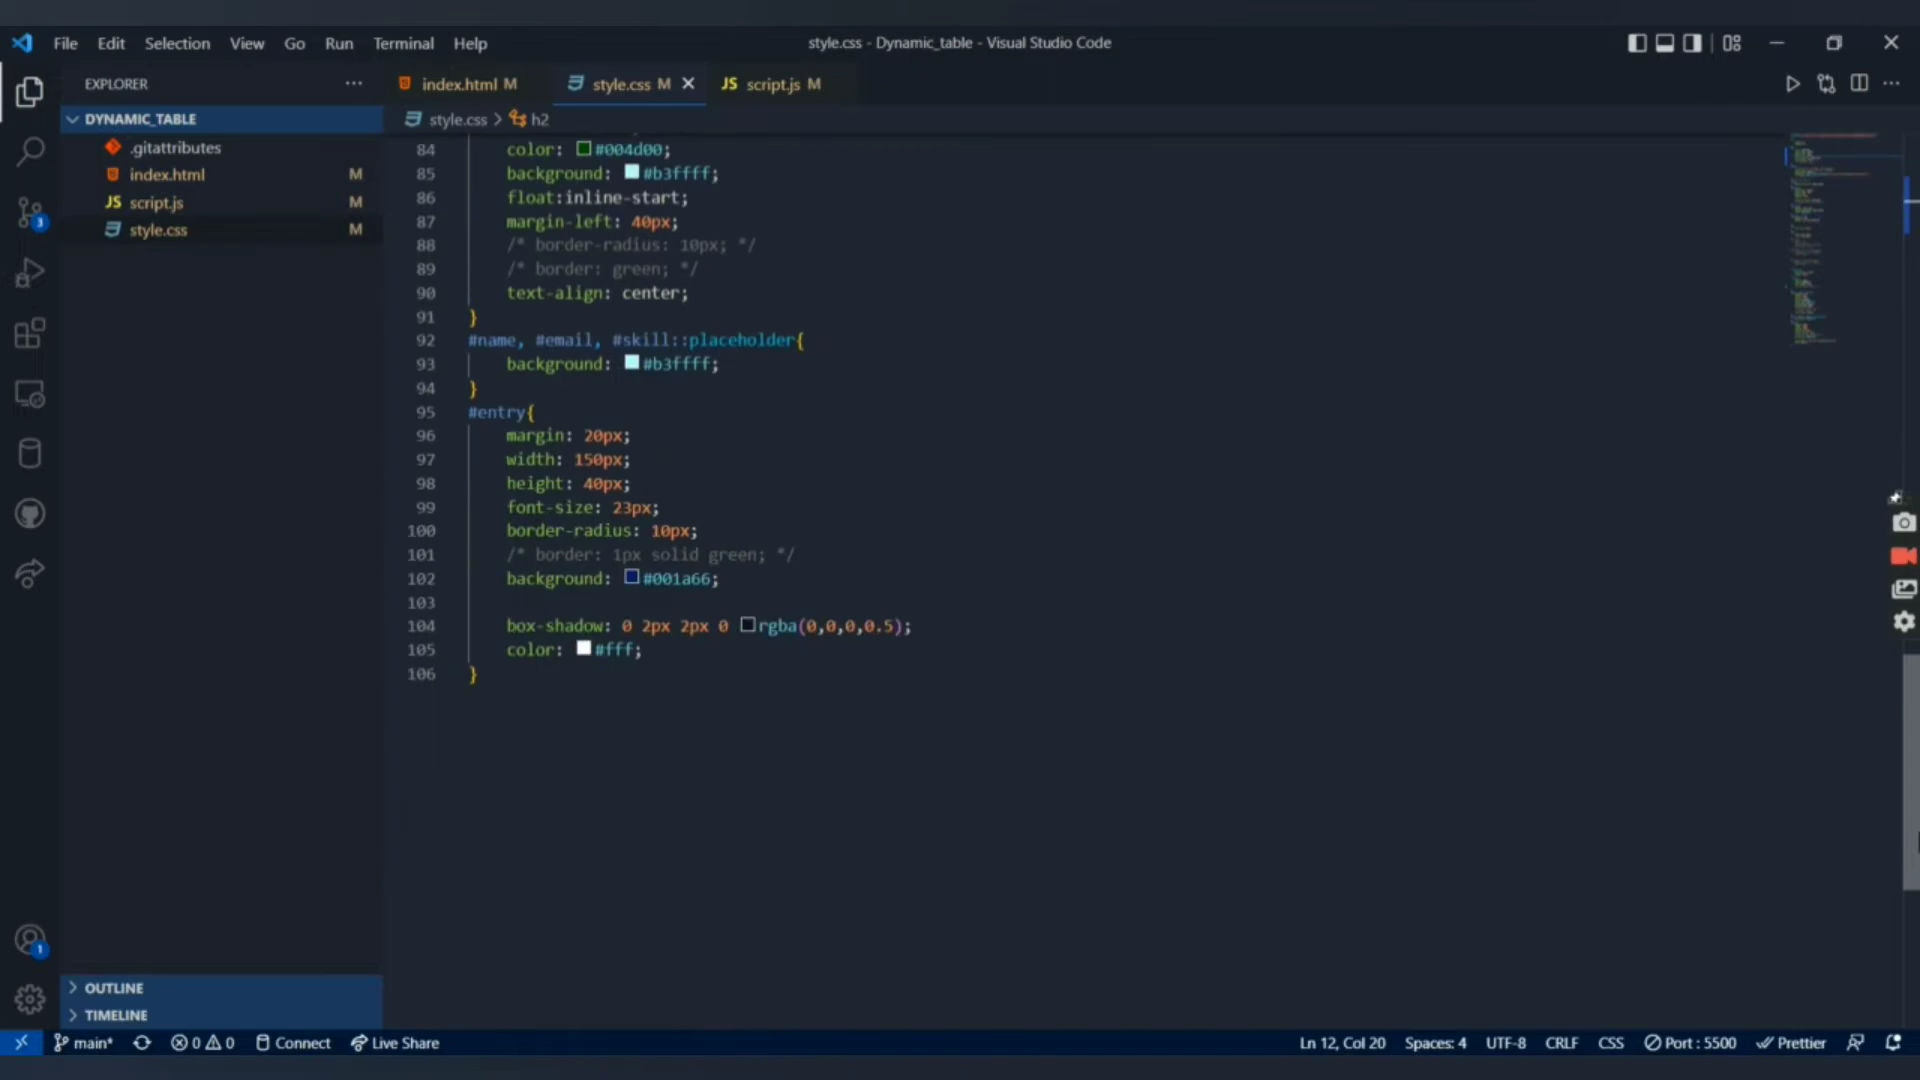 File Edit Selection View Go Run Terminal Help
style.css - Dynamic_table - Visual Studio Code
EXPLORER
index.html M
style.css M
JS script.js M
DYNAMIC_TABLE
style.css > h2
.gitattributes
index.html M
JS script.js M
style.css M
84 color: #004d00;
85 background: #b3ffff;
86 float:inline-start;
87 margin-left: 40px;
88 /* border-radius: 10px; */
89 /* border: green; */
90 text-align: center;
91 }
92 #name, #email, #skill::placeholder{
93 background: #b3ffff;
94 }
95 #entry{
96 margin: 20px;
97 width: 150px;
98 height: 40px;
99 font-size: 23px;
100 border-radius: 10px;
101 /* border: 1px solid green; */
102 background: #001a66;
103
104 box-shadow: 0 2px 2px 0 rgba(0,0,0,0.5);
105 color: #fff;
106 }
3
1
OUTLINE
TIMELINE
main* 0 0 Connect Live Share
Ln 12, Col 20 Spaces: 4 UTF-8 CRLF CSS Port : 5500 Prettier